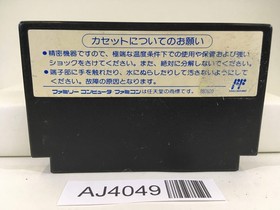 カセットについてのお願い
●精密機器ですので、極端な温度条件下での使用や保管および強い
ショックをさけてください。また、絶対に分解しないでください。
●端子部に手を触れたり、水にぬらしたりして汚さないようにして
ください。故障の原因となります。
ファミリーコンピュータ・ファミコンは任天堂の商標です。
AJ4049